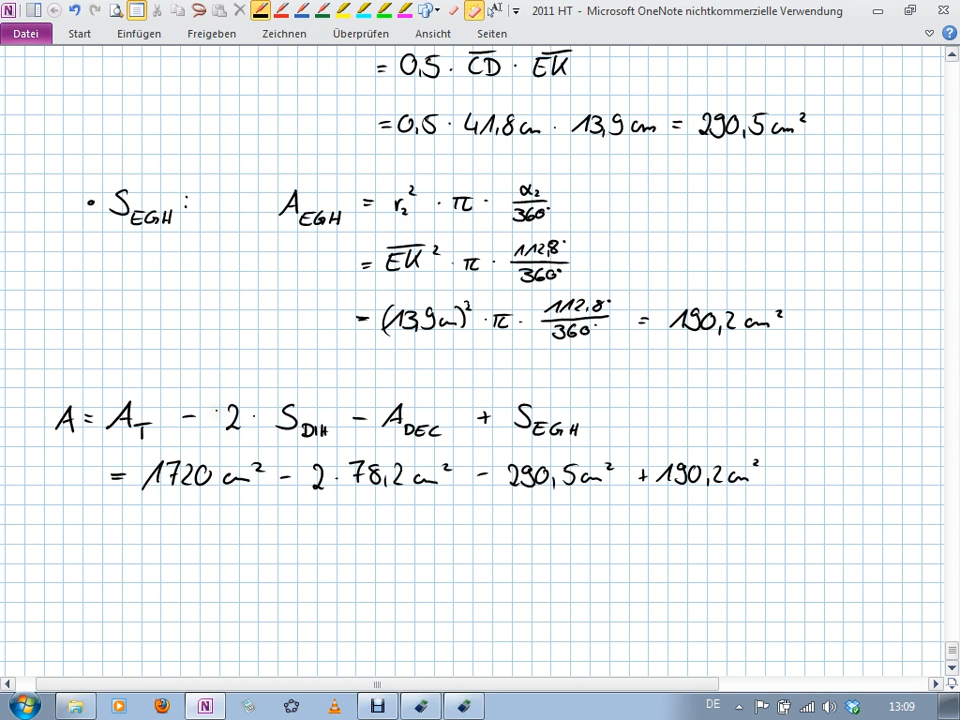 2011 HT - Microsoft OneNote nichtkommerzielle Verwendung
Datei Start Einfügen Freigeben Zeichnen Überprüfen Ansicht Seiten
= 0,5 · CD · EK
= 0,5 · 41,8 cm · 13,9 cm = 290,5 cm²
• S_EGH : A_EGH = r₂² · π · α₂/360°
= EK² · π · 112,8°/360°
= (13,9 cm)² · π · 112,8°/360° = 190,2 cm²
A = A_T - 2 · S_DIH - A_DEC + S_EGH
= 1720 cm² - 2 · 78,2 cm² - 290,5 cm² + 190,2 cm²
DE 13:09